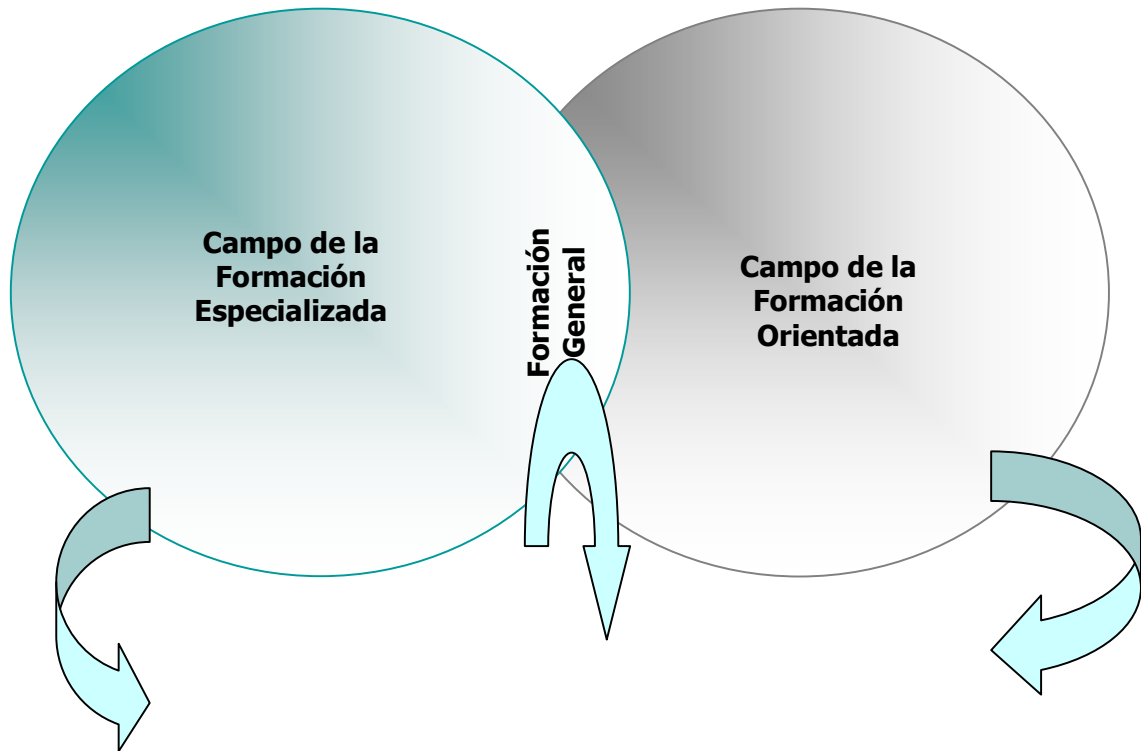 Campo de la
Formación
Especializada
Formación
General
Campo de la
Formación
Orientada